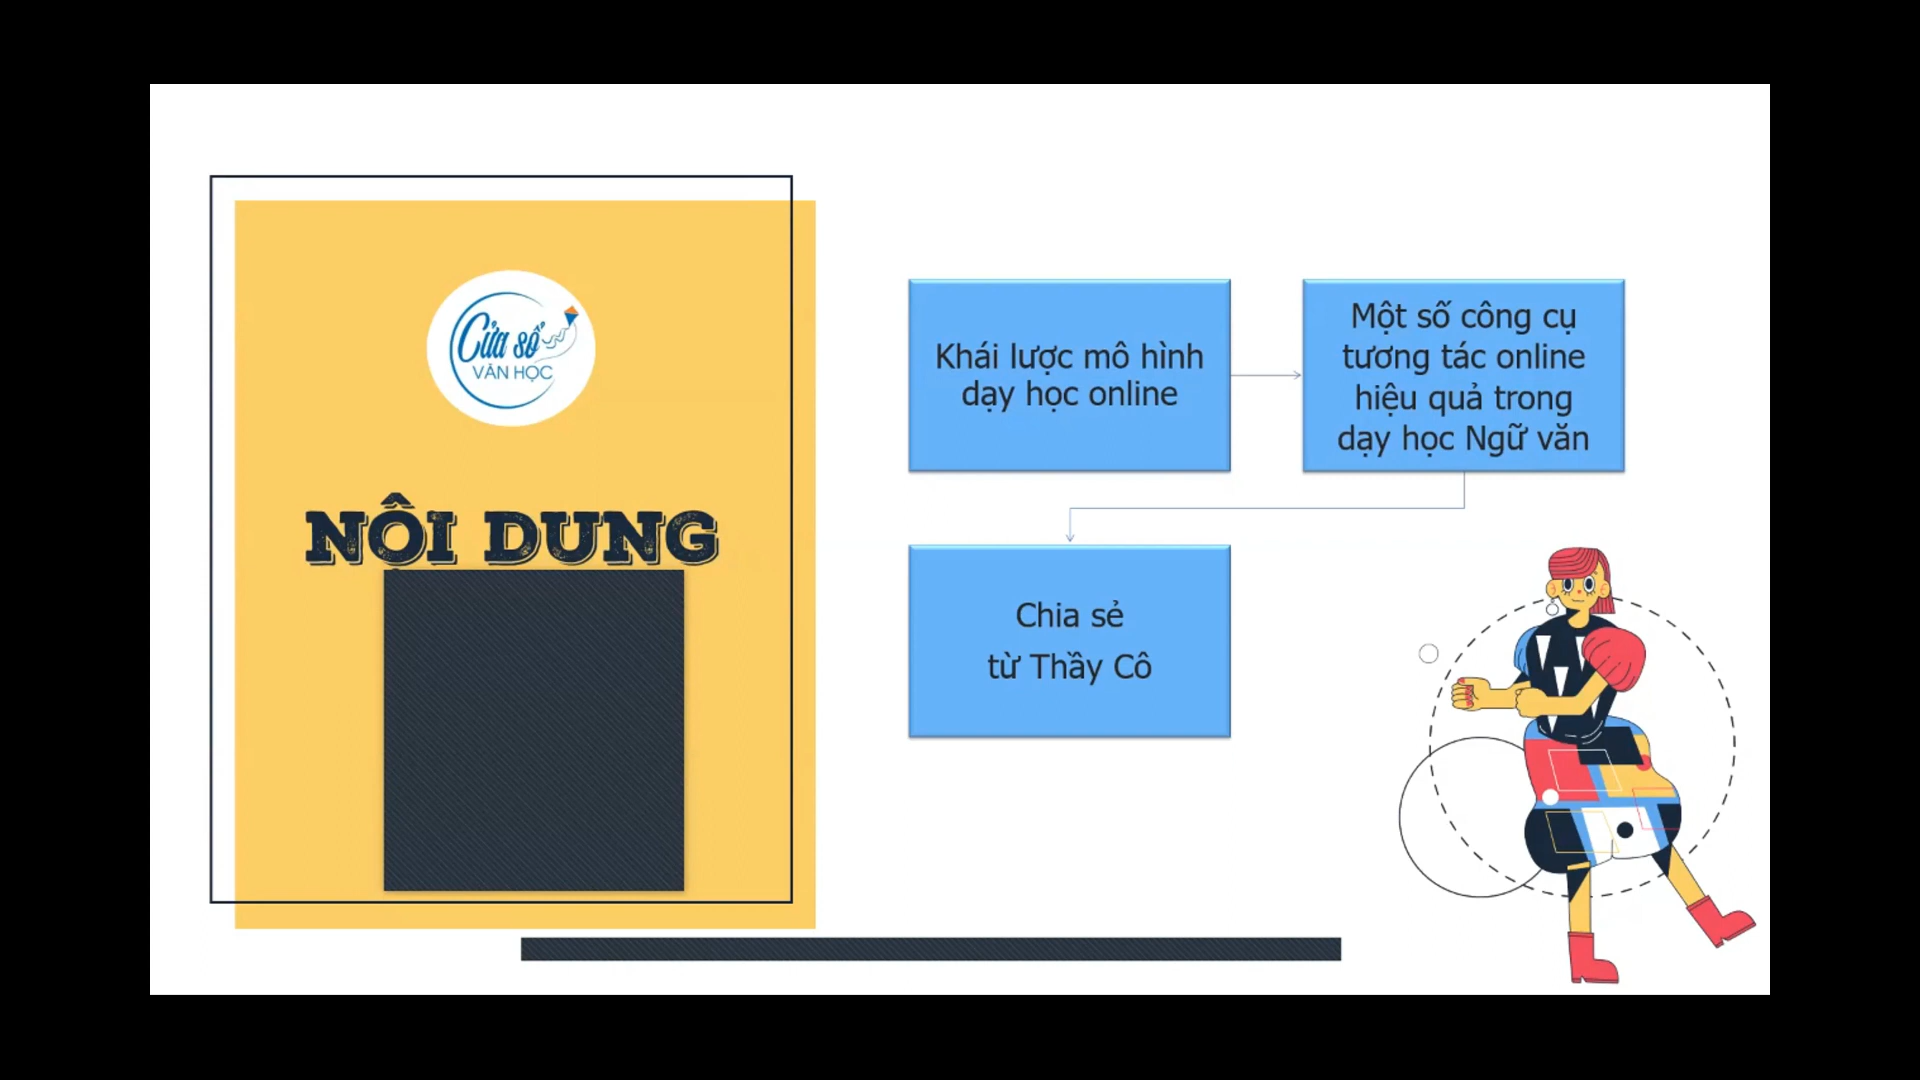 Cửa sổ
VĂN HỌC
NỘI DUNG
Khái lược mô hình
dạy học online
Một số công cụ
tương tác online
hiệu quả trong
dạy học Ngữ văn
Chia sẻ
từ Thầy Cô